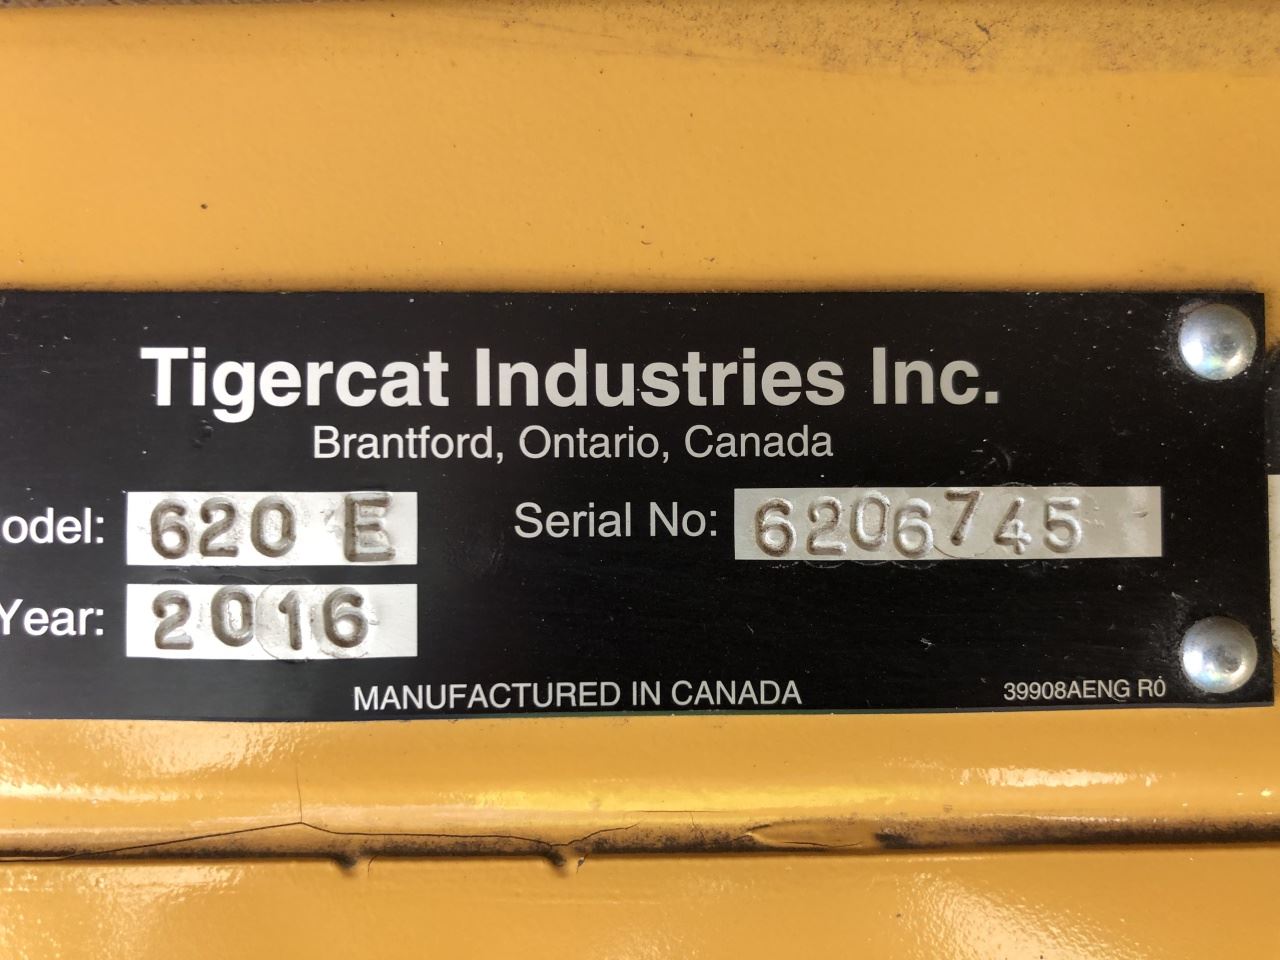 Tigercat Industries Inc.
Brantford, Ontario, Canada
odel: 620 E Serial No: 6206745
Year: 2016
MANUFACTURED IN CANADA 39908AENG R0